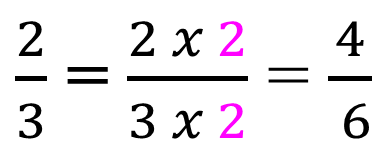 2/3 = 2 x 2/3 x 2 = 4/6